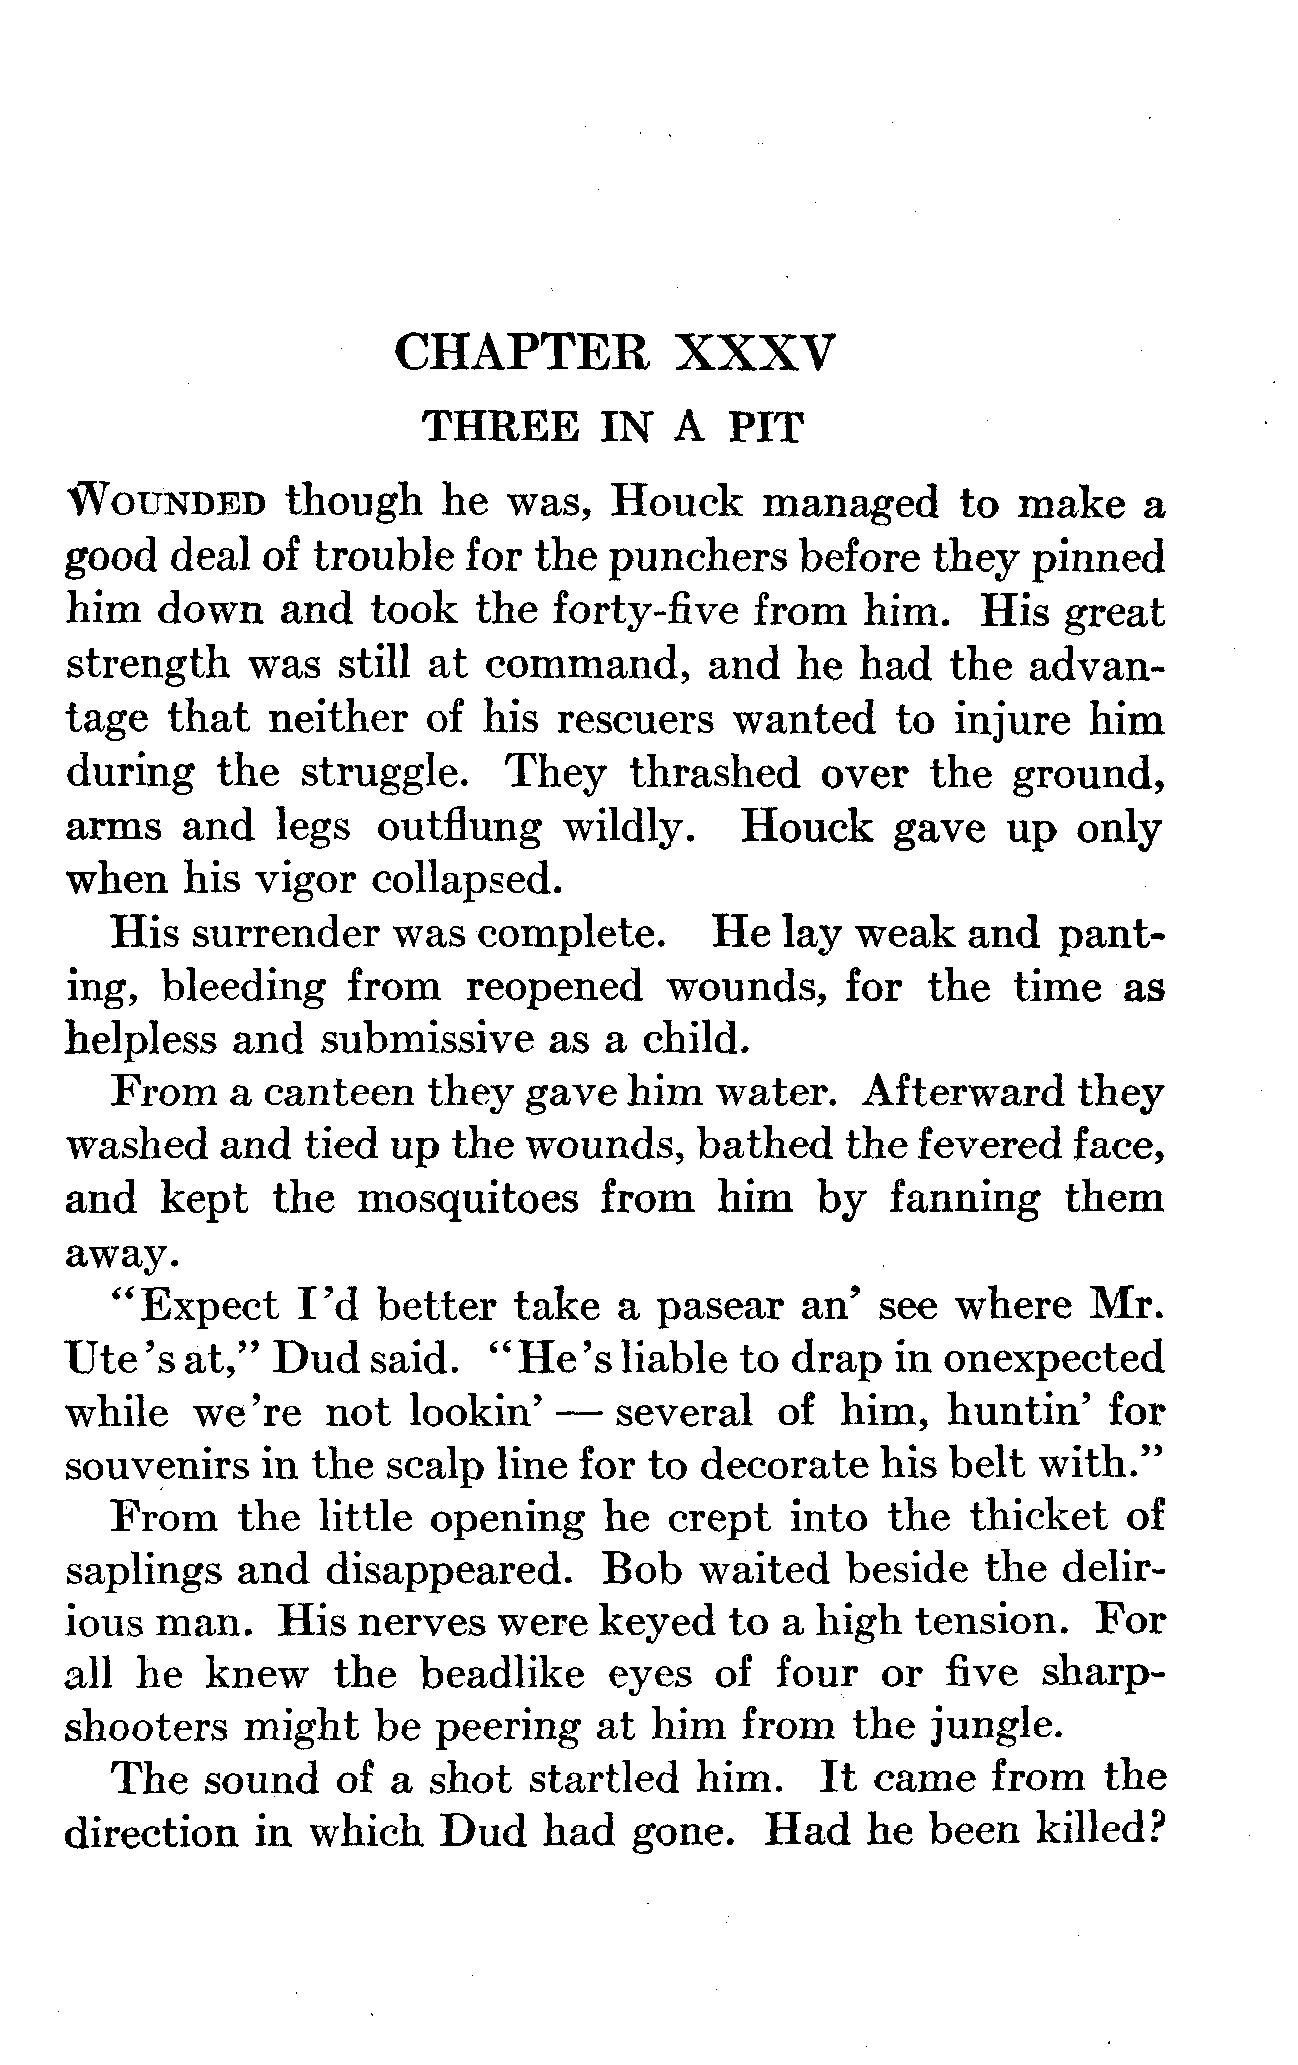 CHAPTER XXXV
THREE IN A PIT
WOUNDED though he was, Houck managed to make a
good deal of trouble for the punchers before they pinned
him down and took the forty-five from him. His great
strength was still at command, and he had the advan-
tage that neither of his rescuers wanted to injure him
during the struggle. They thrashed over the ground,
arms and legs outflung wildly. Houck gave up only
when his vigor collapsed.
His surrender was complete. He lay weak and pant-
ing, bleeding from reopened wounds, for the time as
helpless and submissive as a child.
From a canteen they gave him water. Afterward they
washed and tied up the wounds, bathed the fevered face,
and kept the mosquitoes from him by fanning them
away.
“Expect I'd better take a pasear an' see where Mr.
Ute's at,” Dud said. “He's liable to drap in onexpected
while we're not lookin' — several of him, huntin' for
souvenirs in the scalp line for to decorate his belt with.”
From the little opening he crept into the thicket of
saplings and disappeared. Bob waited beside the delir-
ious man. His nerves were keyed to a high tension. For
all he knew the beadlike eyes of four or five sharp-
shooters might be peering at him from the jungle.
The sound of a shot startled him. It came from the
direction in which Dud had gone. Had he been killed?